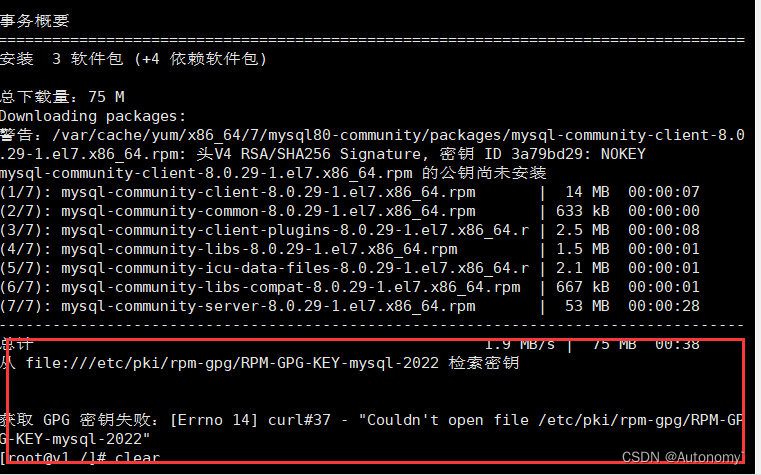 事务概要
================================================================================
安装  3 软件包 (+4 依赖软件包)
总下载量：75 M
Downloading packages:
警告：/var/cache/yum/x86_64/7/mysql80-community/packages/mysql-community-client-8.0
.29-1.el7.x86_64.rpm: 头V4 RSA/SHA256 Signature, 密钥 ID 3a79bd29: NOKEY
mysql-community-client-8.0.29-1.el7.x86_64.rpm 的公钥尚未安装
(1/7): mysql-community-client-8.0.29-1.el7.x86_64.rpm       |  14 MB  00:00:07
(2/7): mysql-community-common-8.0.29-1.el7.x86_64.rpm       | 633 kB  00:00:00
(3/7): mysql-community-client-plugins-8.0.29-1.el7.x86_64.r | 2.5 MB  00:00:08
(4/7): mysql-community-libs-8.0.29-1.el7.x86_64.rpm         | 1.5 MB  00:00:01
(5/7): mysql-community-icu-data-files-8.0.29-1.el7.x86_64.r | 2.1 MB  00:00:01
(6/7): mysql-community-libs-compat-8.0.29-1.el7.x86_64.rpm  | 667 kB  00:00:01
(7/7): mysql-community-server-8.0.29-1.el7.x86_64.rpm       |  53 MB  00:00:28
--------------------------------------------------------------------------------
总计                                               1.9 MB/s |  75 MB  00:38
从 file:///etc/pki/rpm-gpg/RPM-GPG-KEY-mysql-2022 检索密钥
获取 GPG 密钥失败：[Errno 14] curl#37 - "Couldn't open file /etc/pki/rpm-gpg/RPM-GP
G-KEY-mysql-2022"
[root@v1 /]# clear
CSDN @Autonomy`